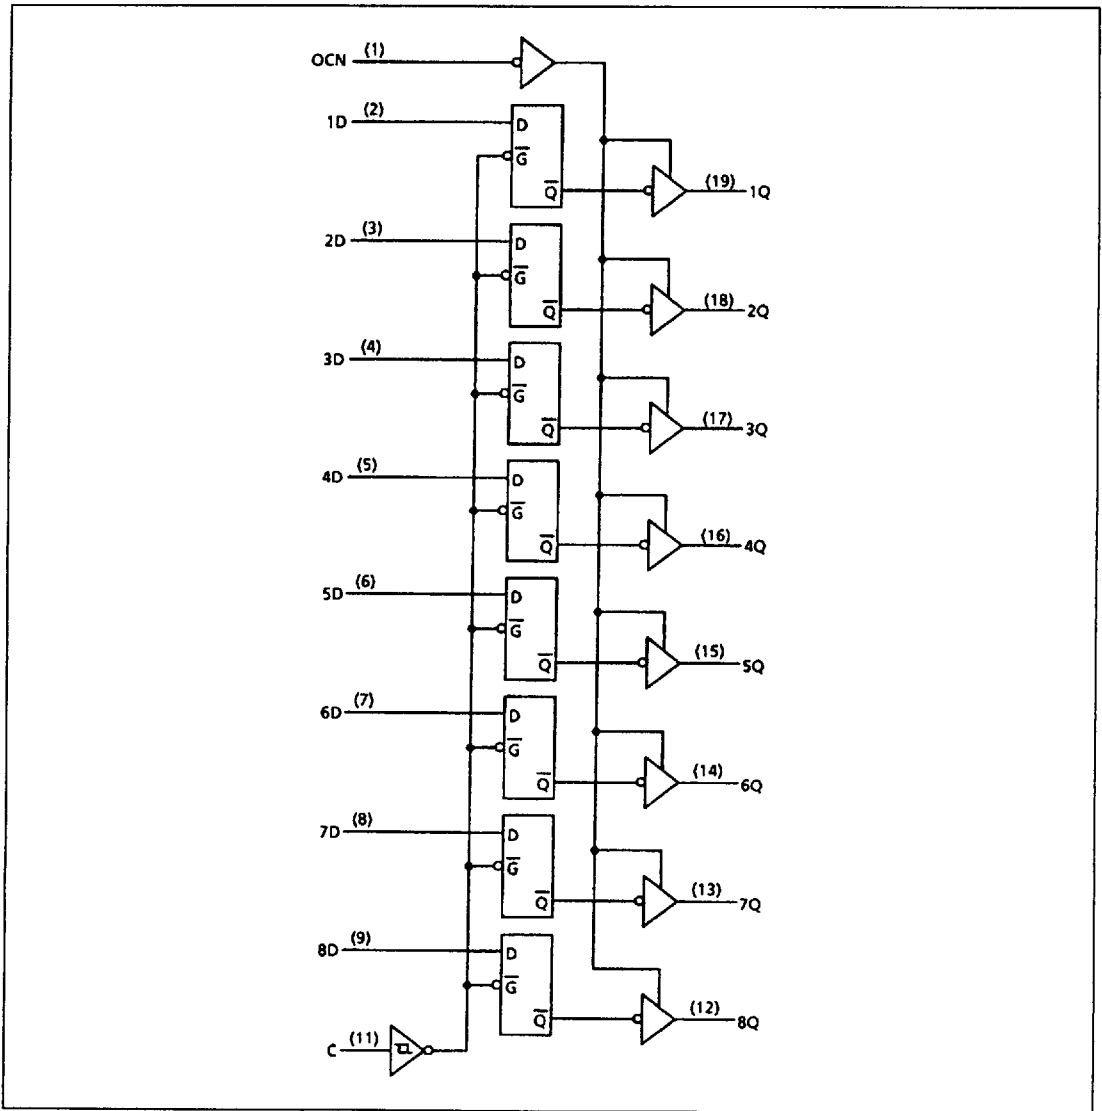 OCN (1)
1D (2)
D
G̅
Q̅
(19) 1Q
2D (3)
D
G̅
Q̅
(18) 2Q
3D (4)
D
G̅
Q̅
(17) 3Q
4D (5)
D
G̅
Q̅
(16) 4Q
5D (6)
D
G̅
Q̅
(15) 5Q
6D (7)
D
G̅
Q̅
(14) 6Q
7D (8)
D
G̅
Q̅
(13) 7Q
8D (9)
D
G̅
Q̅
(12) 8Q
C (11)